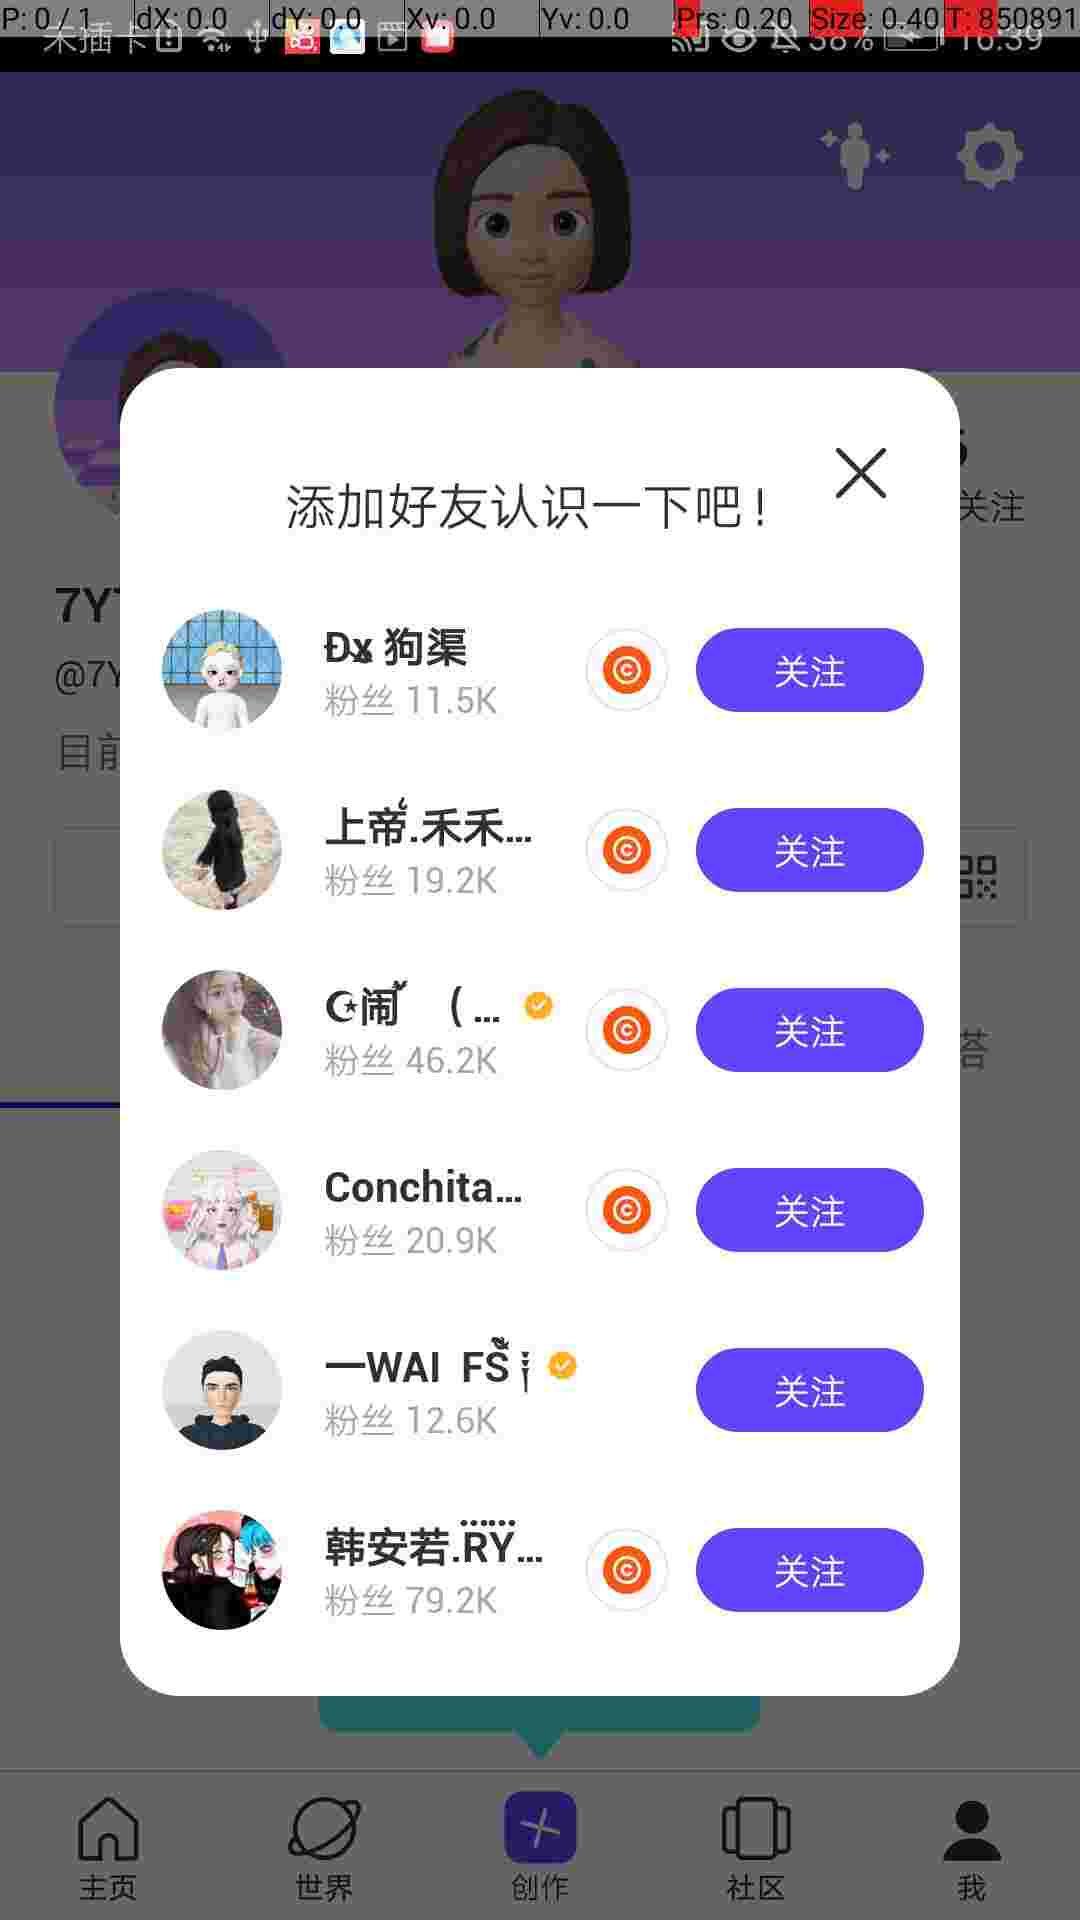 P: 0 / 1 dX: 0.0 dY: 0.0 Xv: 0.0 Yv: 0.0 Prs: 0.20 Size: 0.40 T: 850891
未插卡 38% 16:39
关注
添加好友认识一下吧！
7Y
@7Y
目前
狗渠
粉丝 11.5K
关注
上帝.禾禾...
粉丝 19.2K
关注
闹 ( ...
粉丝 46.2K
关注
答
Conchita...
粉丝 20.9K
关注
一WAI FS
粉丝 12.6K
关注
韩安若.RY...
粉丝 79.2K
关注
主页 世界 创作 社区 我